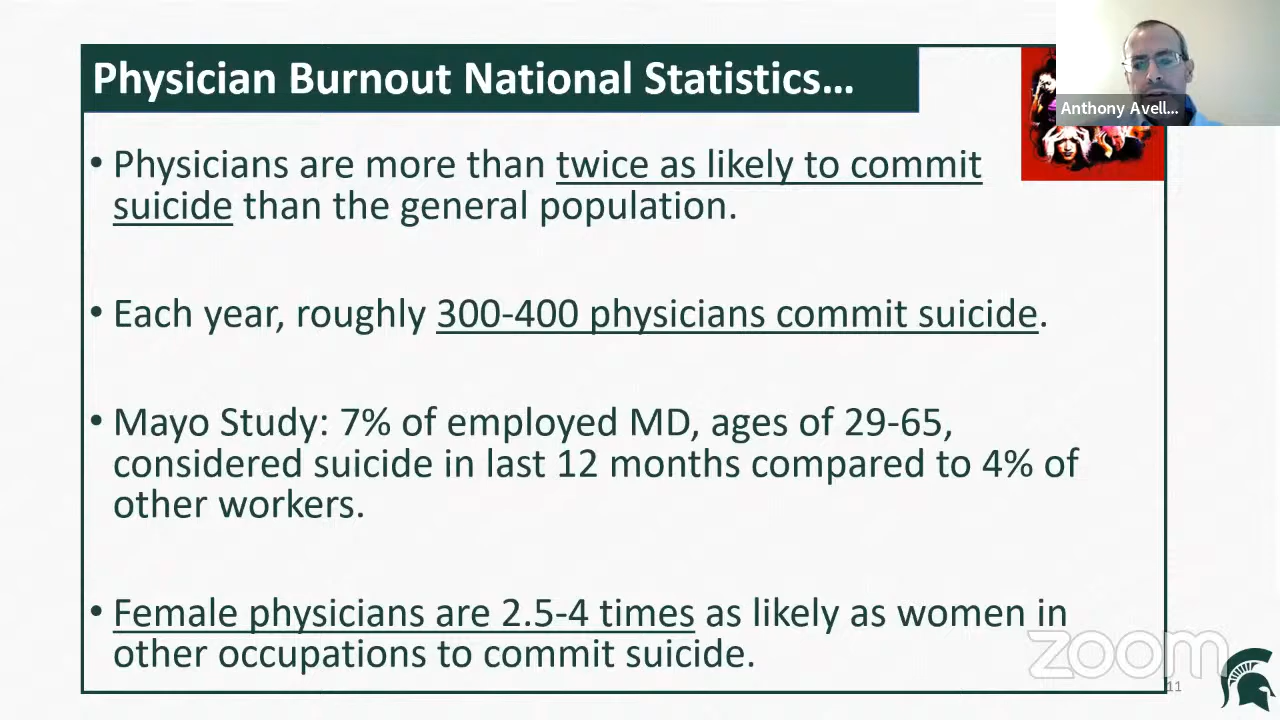 Physician Burnout National Statistics…
Anthony Avell...
• Physicians are more than twice as likely to commit
suicide than the general population.
• Each year, roughly 300-400 physicians commit suicide.
• Mayo Study: 7% of employed MD, ages of 29-65,
considered suicide in last 12 months compared to 4% of
other workers.
• Female physicians are 2.5-4 times as likely as women in
other occupations to commit suicide.
zoom
11